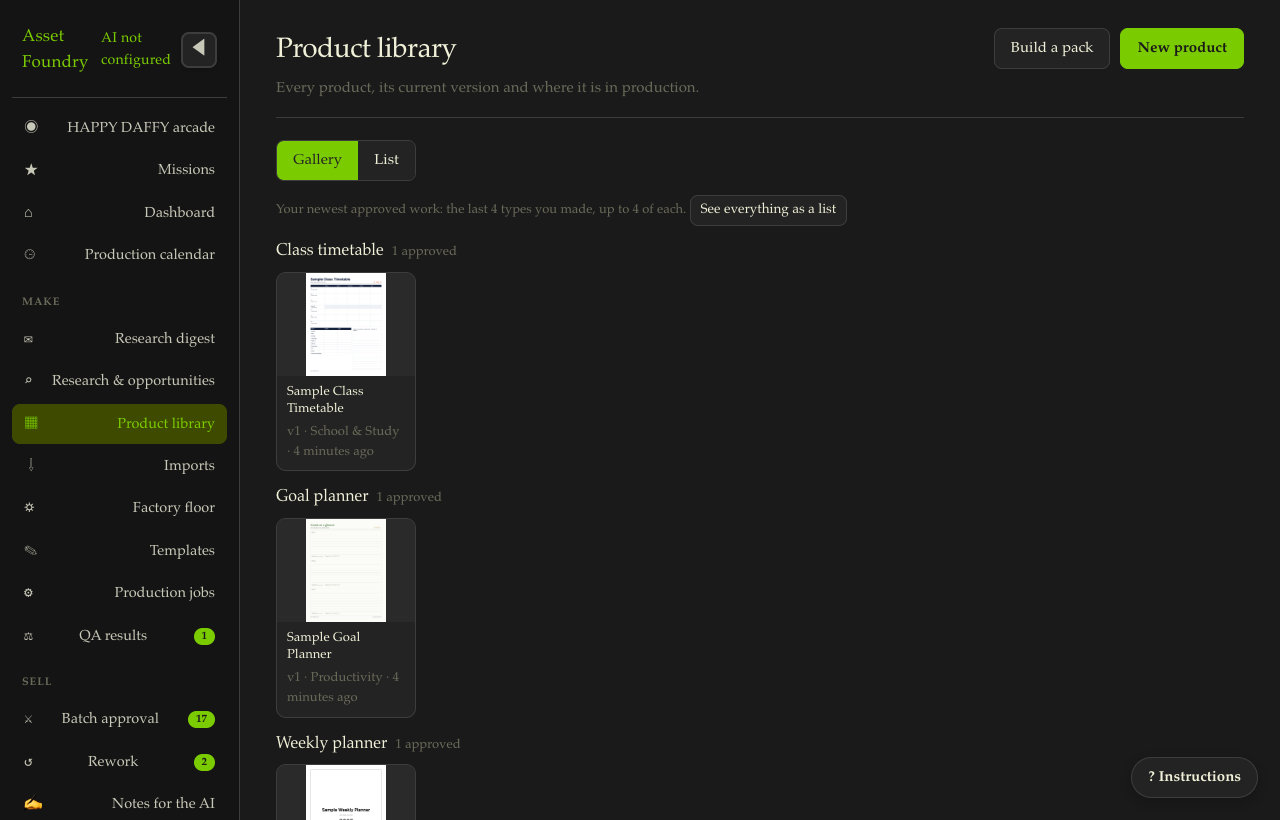 Asset Foundry
AI not configured
HAPPY DAFFY arcade
Missions
Dashboard
Production calendar
MAKE
Research digest
Research & opportunities
Product library
Imports
Factory floor
Templates
Production jobs
QA results 1
SELL
Batch approval 17
Rework 2
Notes for the AI
Product library
Build a pack
New product
Every product, its current version and where it is in production.
Gallery
List
Your newest approved work: the last 4 types you made, up to 4 of each.
See everything as a list
Class timetable 1 approved
Sample Class Timetable
Sample Class
Timetable
v1 · School & Study
· 4 minutes ago
Goal planner 1 approved
Sample Goal
Planner
v1 · Productivity · 4
minutes ago
Weekly planner 1 approved
Sample Weekly Planner
? Instructions